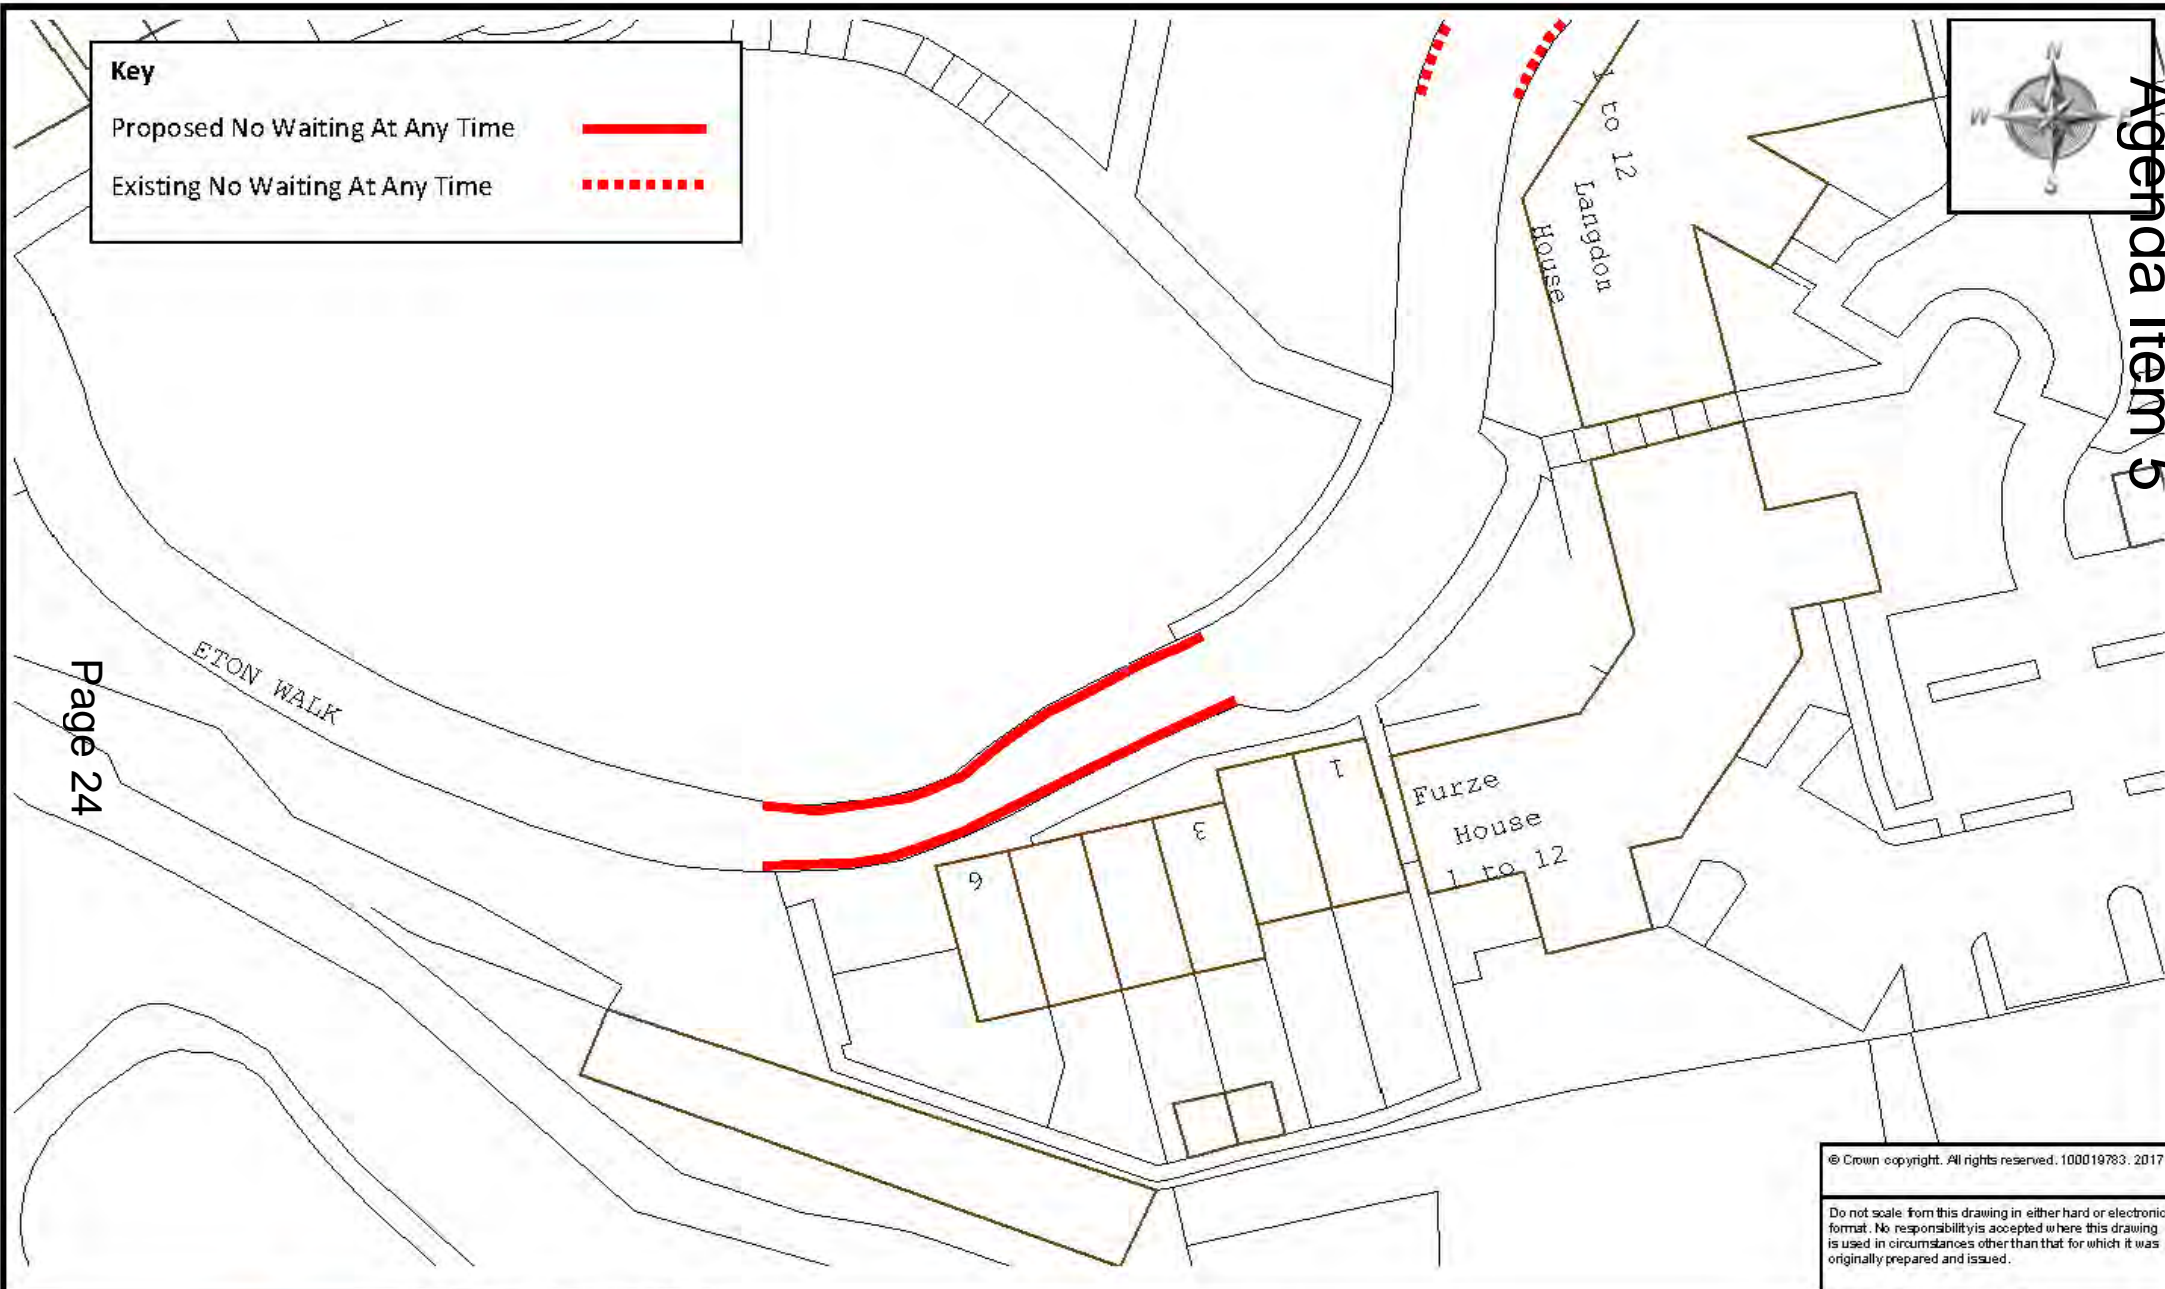 Key
Proposed No Waiting At Any Time
Existing No Waiting At Any Time
N
W
E
S
Agenda Item 5
1 to 12
Langdon
House
ETON WALK
Page 24
1
3
6
Furze
House
1 to 12
© Crown copyright. All rights reserved. 100019783. 2017
Do not scale from this drawing in either hard or electronic
format. No responsibility is accepted where this drawing
is used in circumstances other than that for which it was
originally prepared and issued.